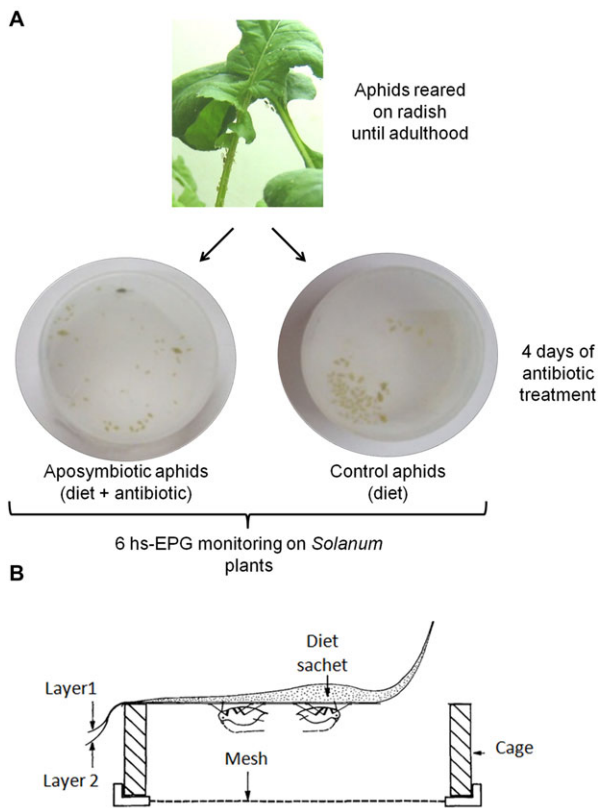 A
Aphids reared
on radish
until adulthood
4 days of
antibiotic
treatment
Aposymbiotic aphids
(diet + antibiotic)
Control aphids
(diet)
6 hs-EPG monitoring on Solanum
plants
B
Diet
sachet
Layer1
Layer 2
Mesh
Cage